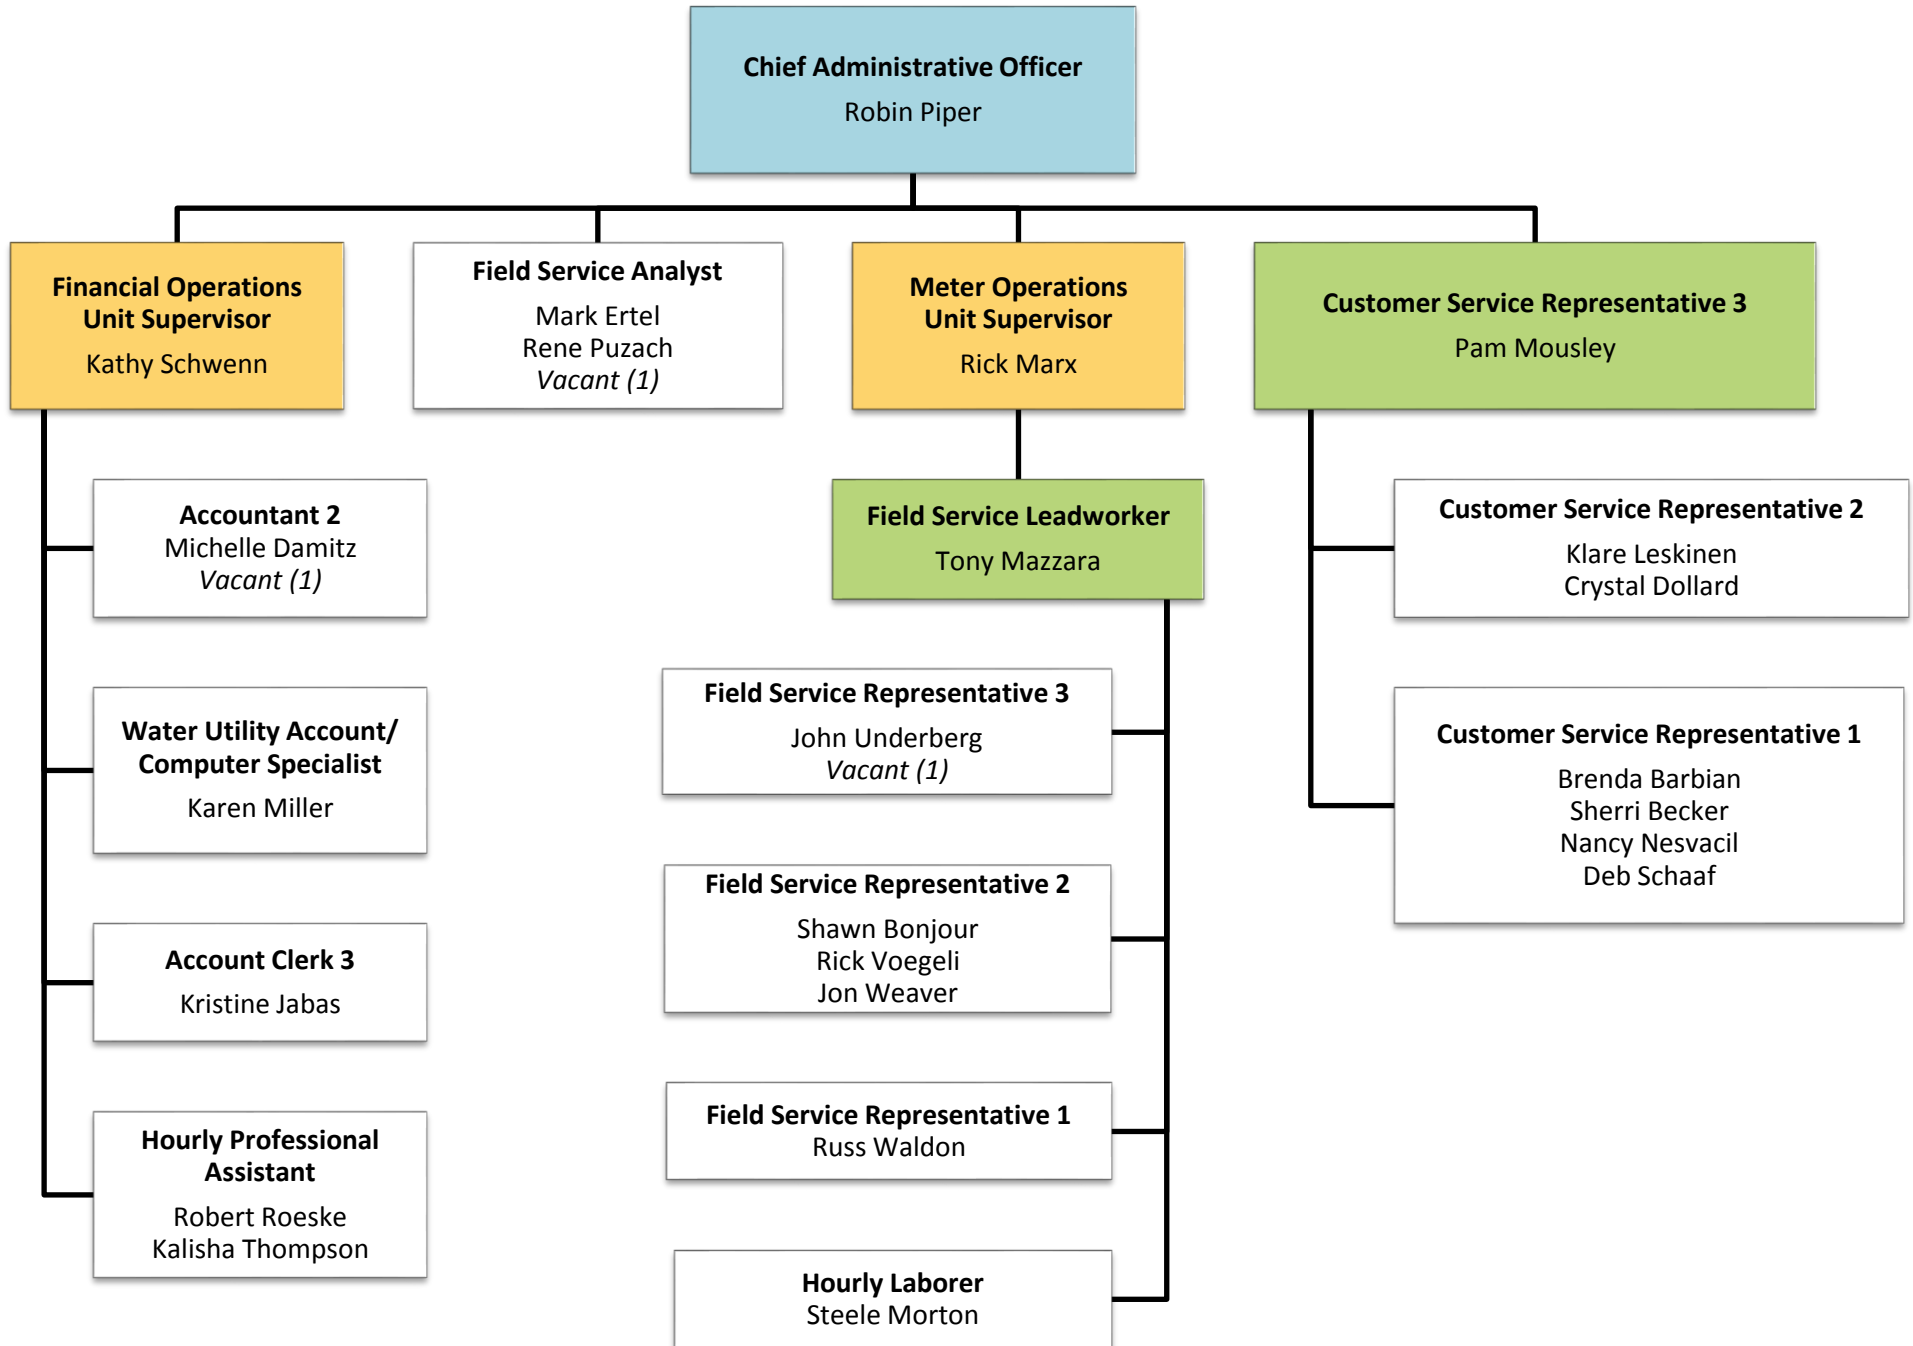 Chief Administrative Officer
Robin Piper
Financial Operations
Unit Supervisor
Kathy Schwenn
Field Service Analyst
Mark Ertel
Rene Puzach
Vacant (1)
Meter Operations
Unit Supervisor
Rick Marx
Customer Service Representative 3
Pam Mousley
Accountant 2
Michelle Damitz
Vacant (1)
Water Utility Account/
Computer Specialist
Karen Miller
Account Clerk 3
Kristine Jabas
Hourly Professional
Assistant
Robert Roeske
Kalisha Thompson
Field Service Leadworker
Tony Mazzara
Field Service Representative 3
John Underberg
Vacant (1)
Field Service Representative 2
Shawn Bonjour
Rick Voegeli
Jon Weaver
Field Service Representative 1
Russ Waldon
Hourly Laborer
Steele Morton
Customer Service Representative 2
Klare Leskinen
Crystal Dollard
Customer Service Representative 1
Brenda Barbian
Sherri Becker
Nancy Nesvacil
Deb Schaaf